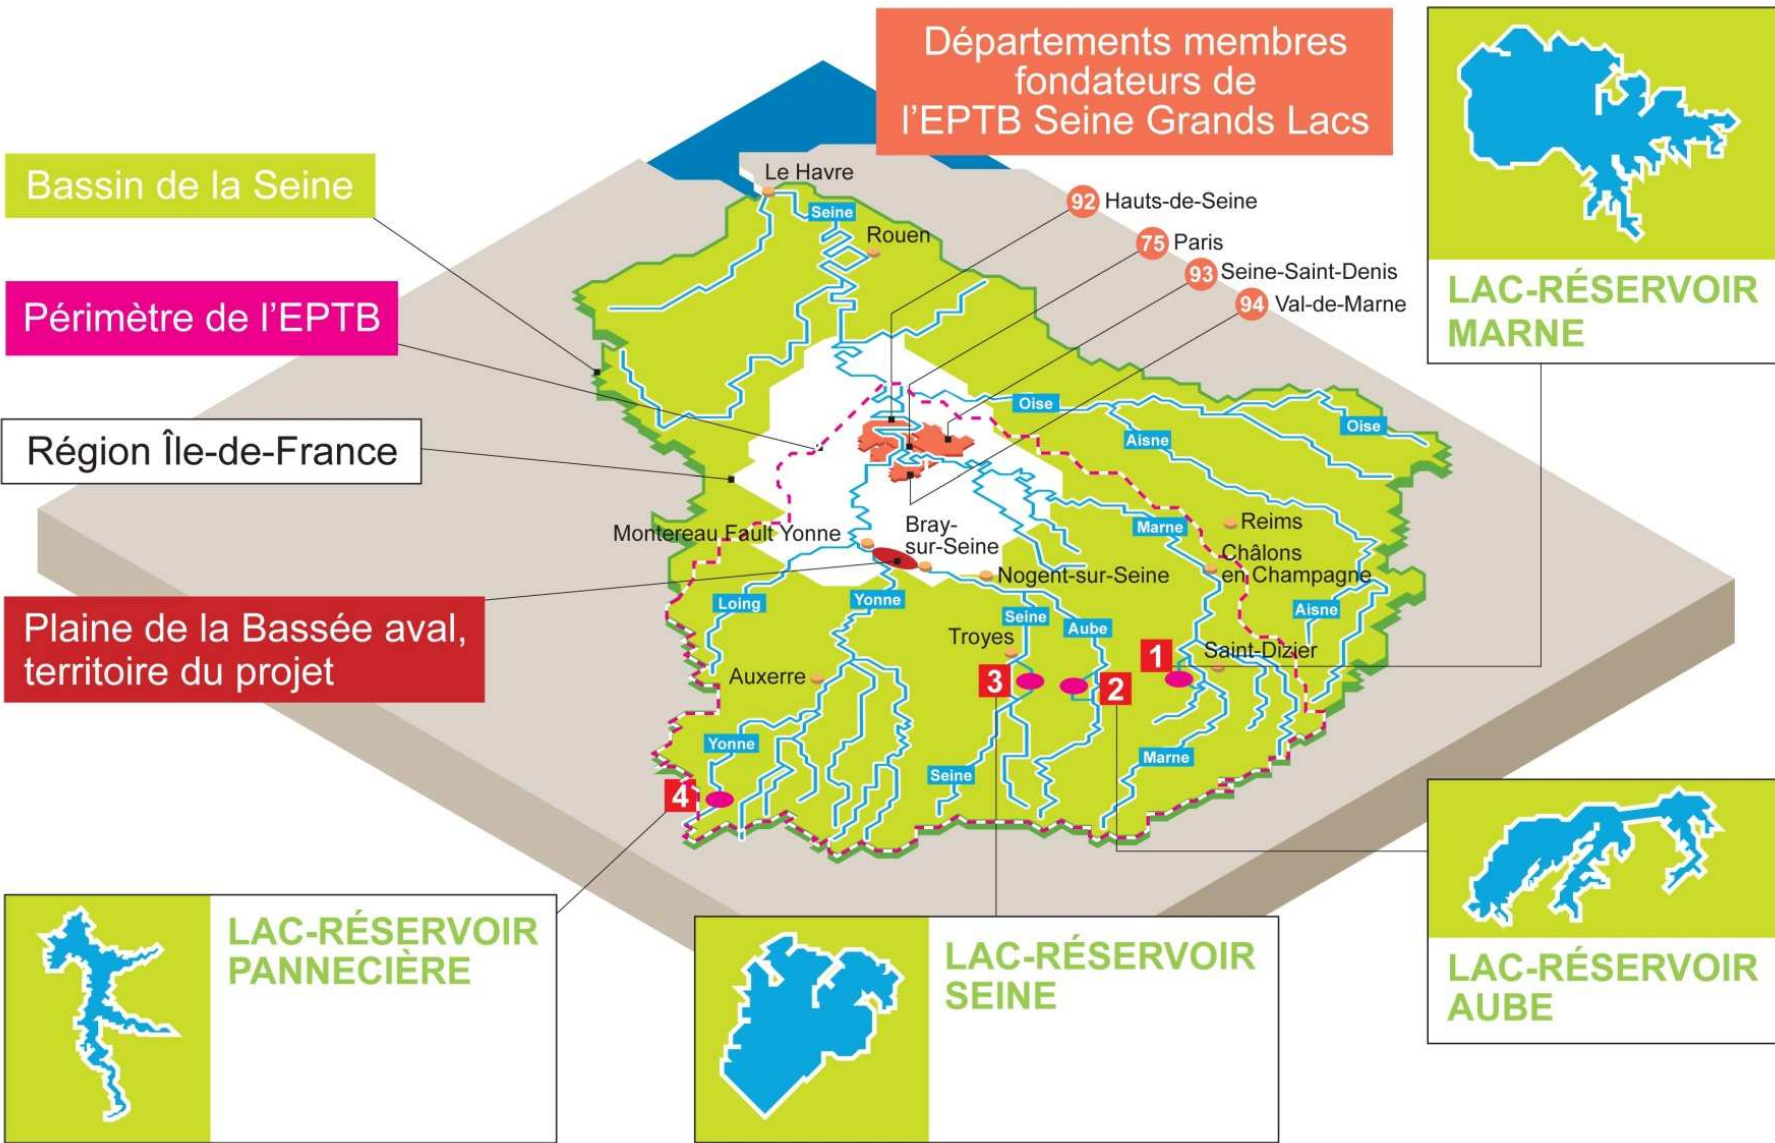 Départements membres
fondateurs de
l'EPTB Seine Grands Lacs
Bassin de la Seine
Périmètre de l'EPTB
Région Île-de-France
Plaine de la Bassée aval,
territoire du projet
92 Hauts-de-Seine
75 Paris
93 Seine-Saint-Denis
94 Val-de-Marne
LAC-RÉSERVOIR
MARNE
Le Havre
Seine
Rouen
Oise
Oise
Aisne
Marne
Reims
Châlons
en Champagne
Montereau Fault Yonne
Bray-
sur-Seine
Nogent-sur-Seine
Loing
Yonne
Seine
Aube
Aisne
Troyes
Saint-Dizier
Auxerre
1
2
3
4
Yonne
Seine
Marne
LAC-RÉSERVOIR
PANNECIÈRE
LAC-RÉSERVOIR
SEINE
LAC-RÉSERVOIR
AUBE